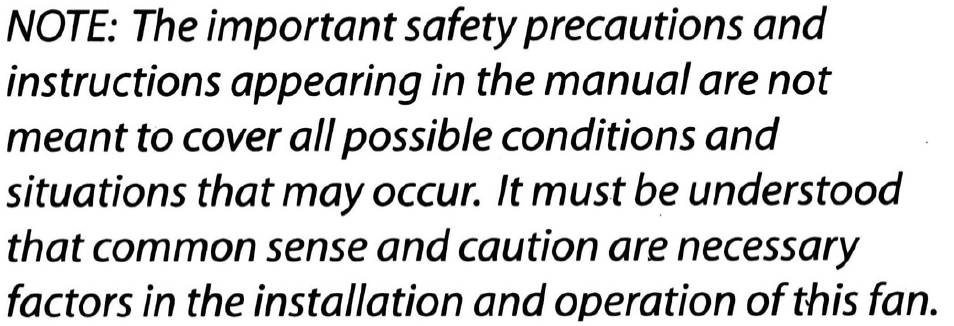 NOTE: The important safety precautions and
instructions appearing in the manual are not
meant to cover all possible conditions and
situations that may occur. It must be understood
that common sense and caution are necessary
factors in the installation and operation of this fan.